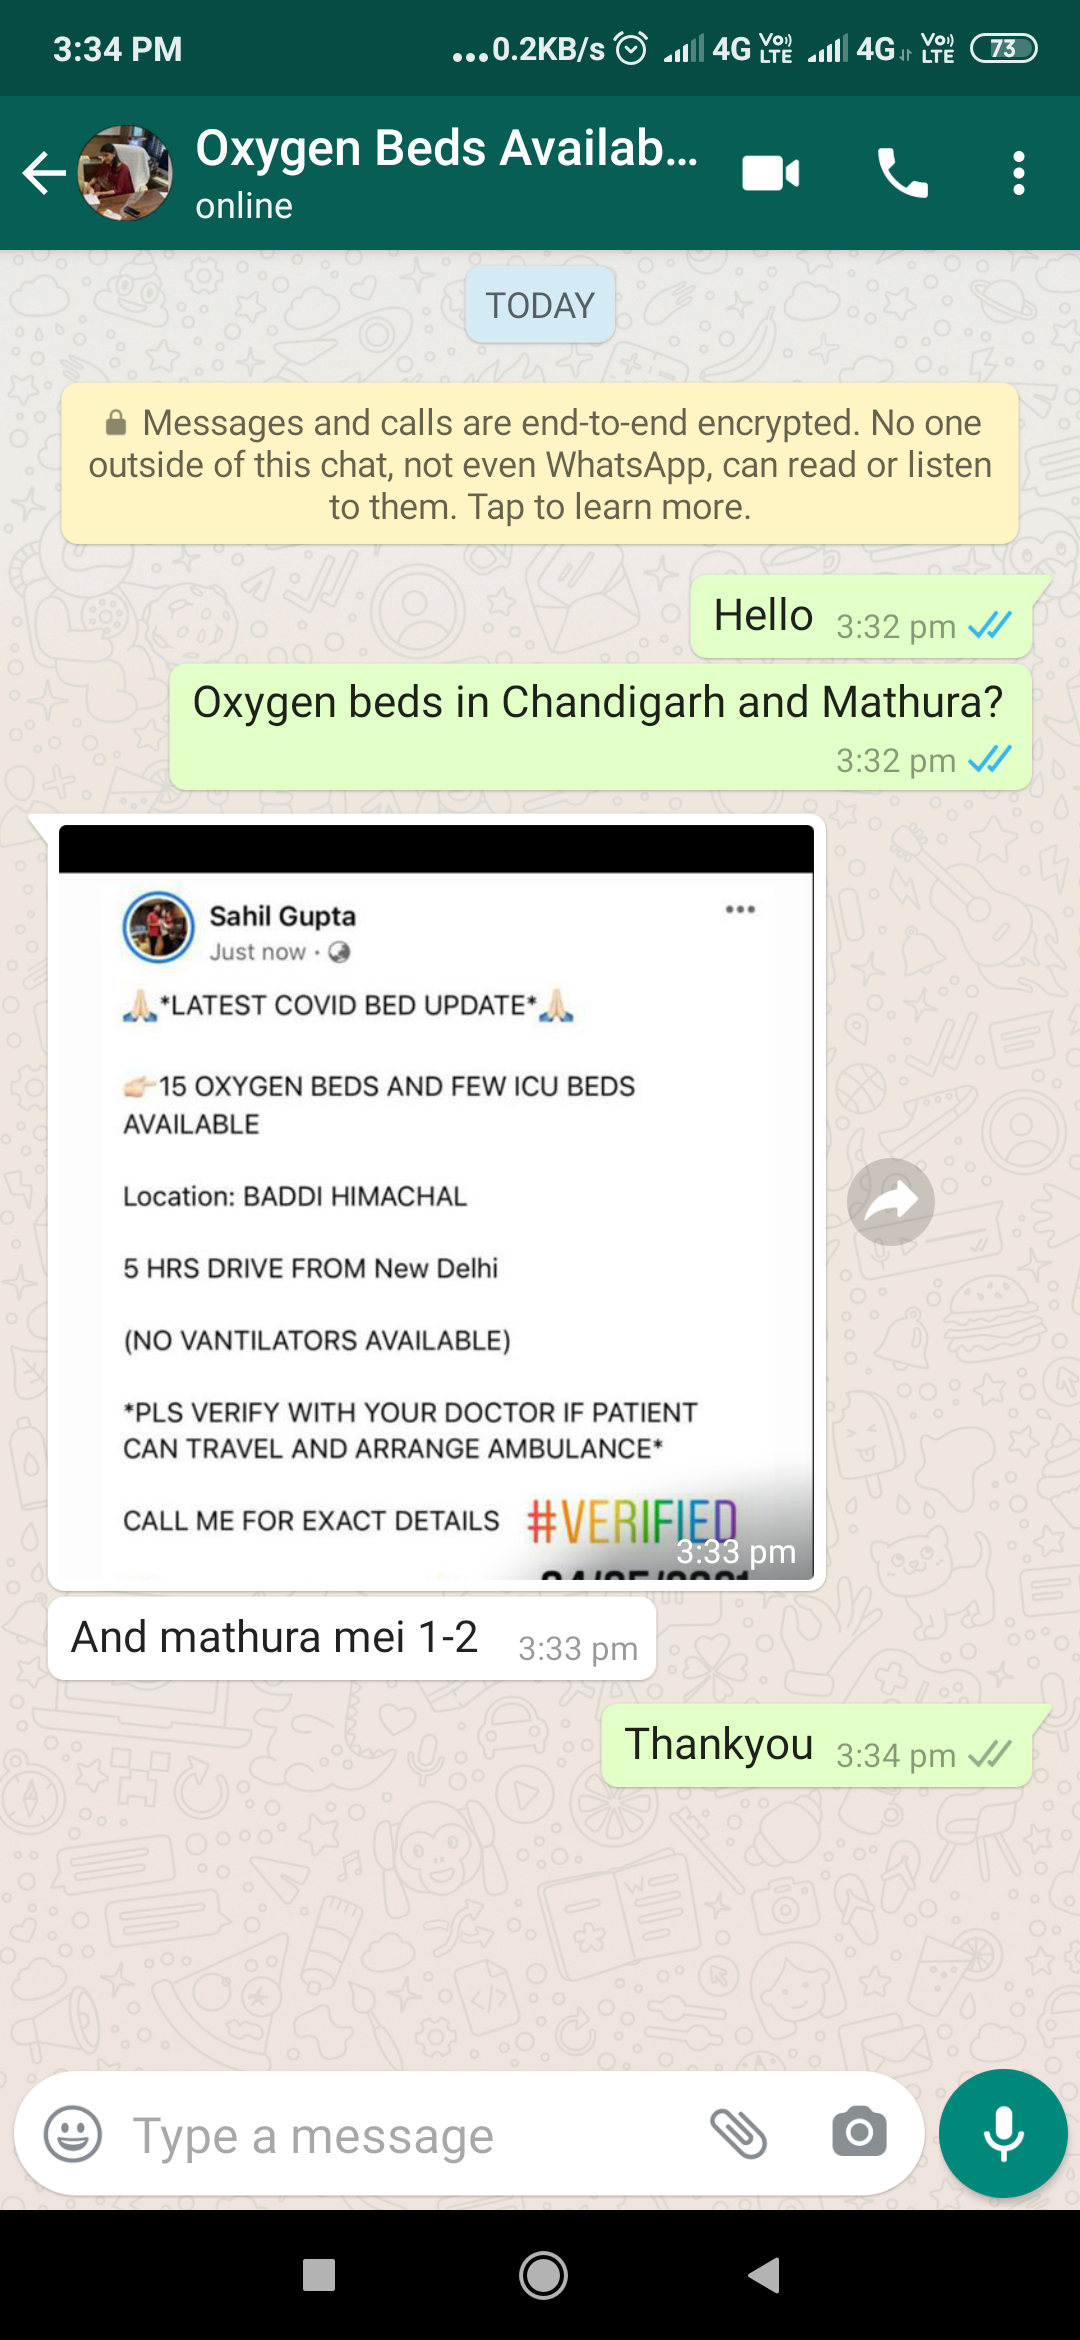 3:34 PM
...0.2KB/s 4G Vo)) LTE 4G Vo)) LTE 73
Oxygen Beds Availab...
online
TODAY
Messages and calls are end-to-end encrypted. No one
outside of this chat, not even WhatsApp, can read or listen
to them. Tap to learn more.
Hello 3:32 pm
Oxygen beds in Chandigarh and Mathura?
3:32 pm
Sahil Gupta
Just now ·
🙏🏻*LATEST COVID BED UPDATE*🙏🏻
👉🏻15 OXYGEN BEDS AND FEW ICU BEDS
AVAILABLE
Location: BADDI HIMACHAL
5 HRS DRIVE FROM New Delhi
(NO VANTILATORS AVAILABLE)
*PLS VERIFY WITH YOUR DOCTOR IF PATIENT
CAN TRAVEL AND ARRANGE AMBULANCE*
CALL ME FOR EXACT DETAILS #VERIFIED
3:33 pm
And mathura mei 1-2 3:33 pm
Thankyou 3:34 pm
Type a message